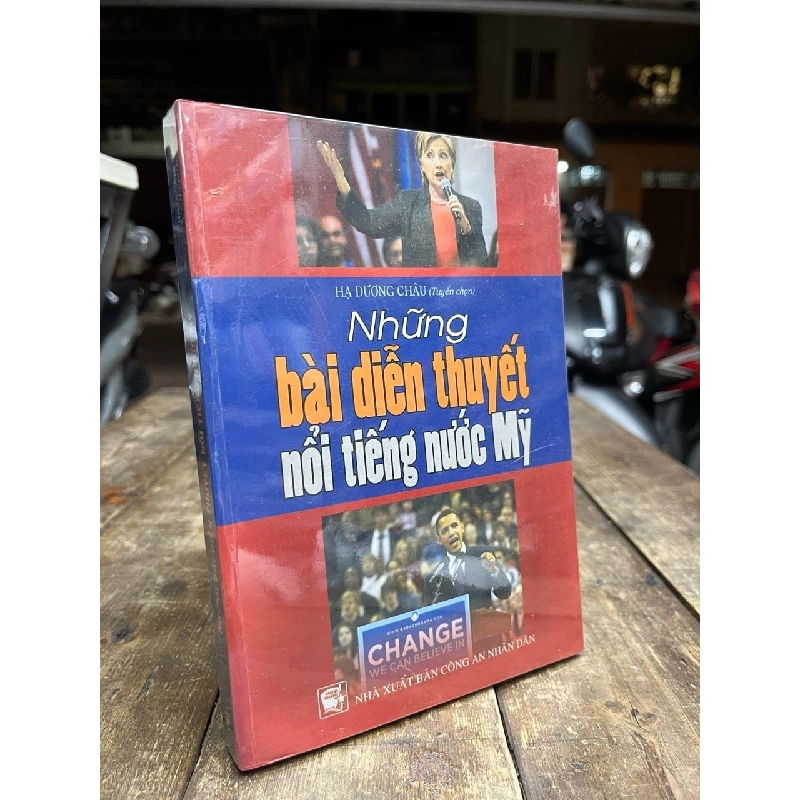 HẠ DƯƠNG CHÂU (Tuyển chọn)
Những
bài diễn thuyết
nổi tiếng nước Mỹ
CHANGE
WE CAN BELIEVE IN
NHÀ XUẤT BẢN CÔNG AN NHÂN DÂN